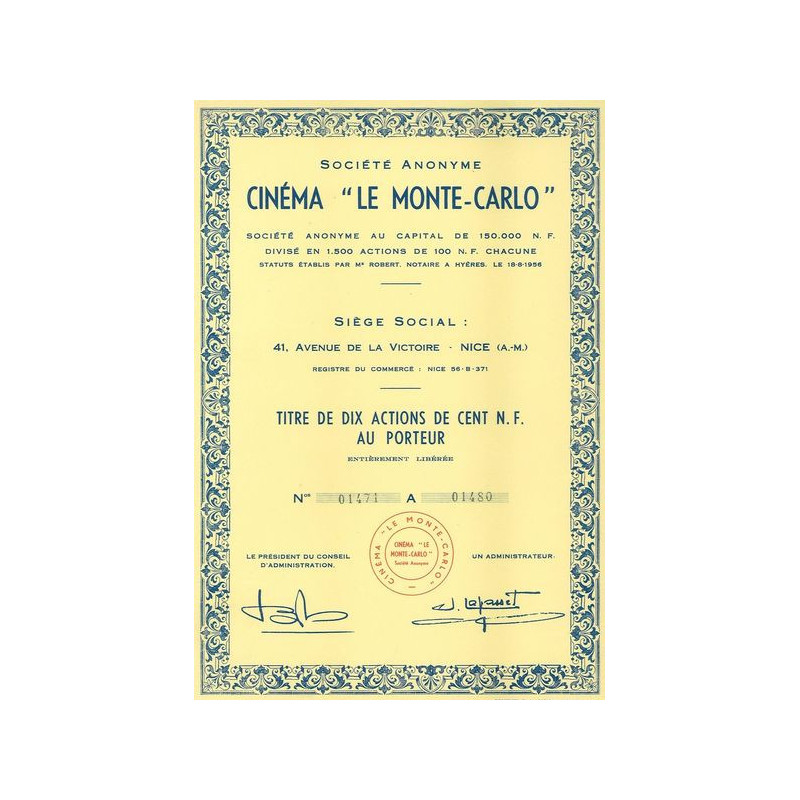 SOCIÉTÉ ANONYME
CINÉMA "LE MONTE-CARLO"
SOCIÉTÉ ANONYME AU CAPITAL DE 150.000 N. F.
DIVISÉ EN 1.500 ACTIONS DE 100 N. F. CHACUNE
STATUTS ÉTABLIS PAR Me ROBERT, NOTAIRE A HYÈRES, LE 18-8-1956
SIÈGE SOCIAL :
41, AVENUE DE LA VICTOIRE - NICE (A.-M.)
REGISTRE DU COMMERCE : NICE 56-B-371
TITRE DE DIX ACTIONS DE CENT N. F.
AU PORTEUR
ENTIÈREMENT LIBÉRÉE
Nos 01471 A 01480
CINÉMA "LE MONTE-CARLO"
CINÉMA "LE
MONTE-CARLO"
Société Anonyme
LE PRÉSIDENT DU CONSEIL
D'ADMINISTRATION,
UN ADMINISTRATEUR,